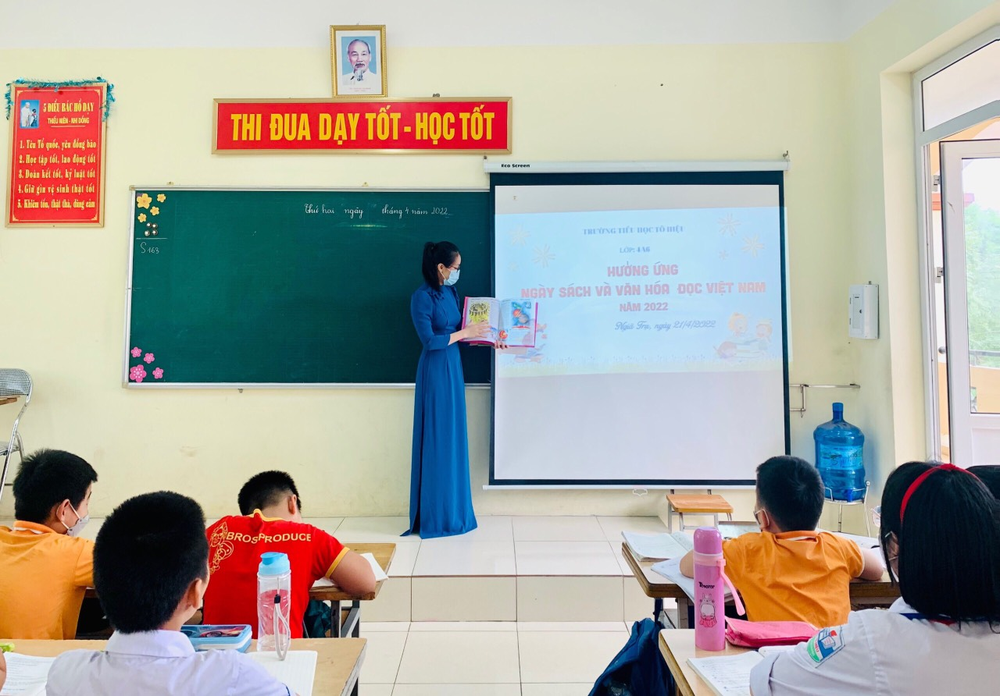 5 ĐIỀU BÁC HỒ DẠY
THIẾU NIÊN - NHI ĐỒNG
1. Yêu Tổ quốc, yêu đồng bào
2. Học tập tốt, lao động tốt
3. Đoàn kết tốt, kỷ luật tốt
4. Giữ gìn vệ sinh thật tốt
5. Khiêm tốn, thật thà, dũng cảm
THI ĐUA DẠY TỐT - HỌC TỐT
Eco Screen
Thứ hai ngày tháng 4 năm 2022
S 163
TRƯỜNG TIỂU HỌC TÔ HIỆU
LỚP: 4A6
HƯỞNG ỨNG
NGÀY SÁCH VÀ VĂN HÓA ĐỌC VIỆT NAM
NĂM 2022
Nghĩa Trụ, ngày 21/4/2022
BROS PRODUCE